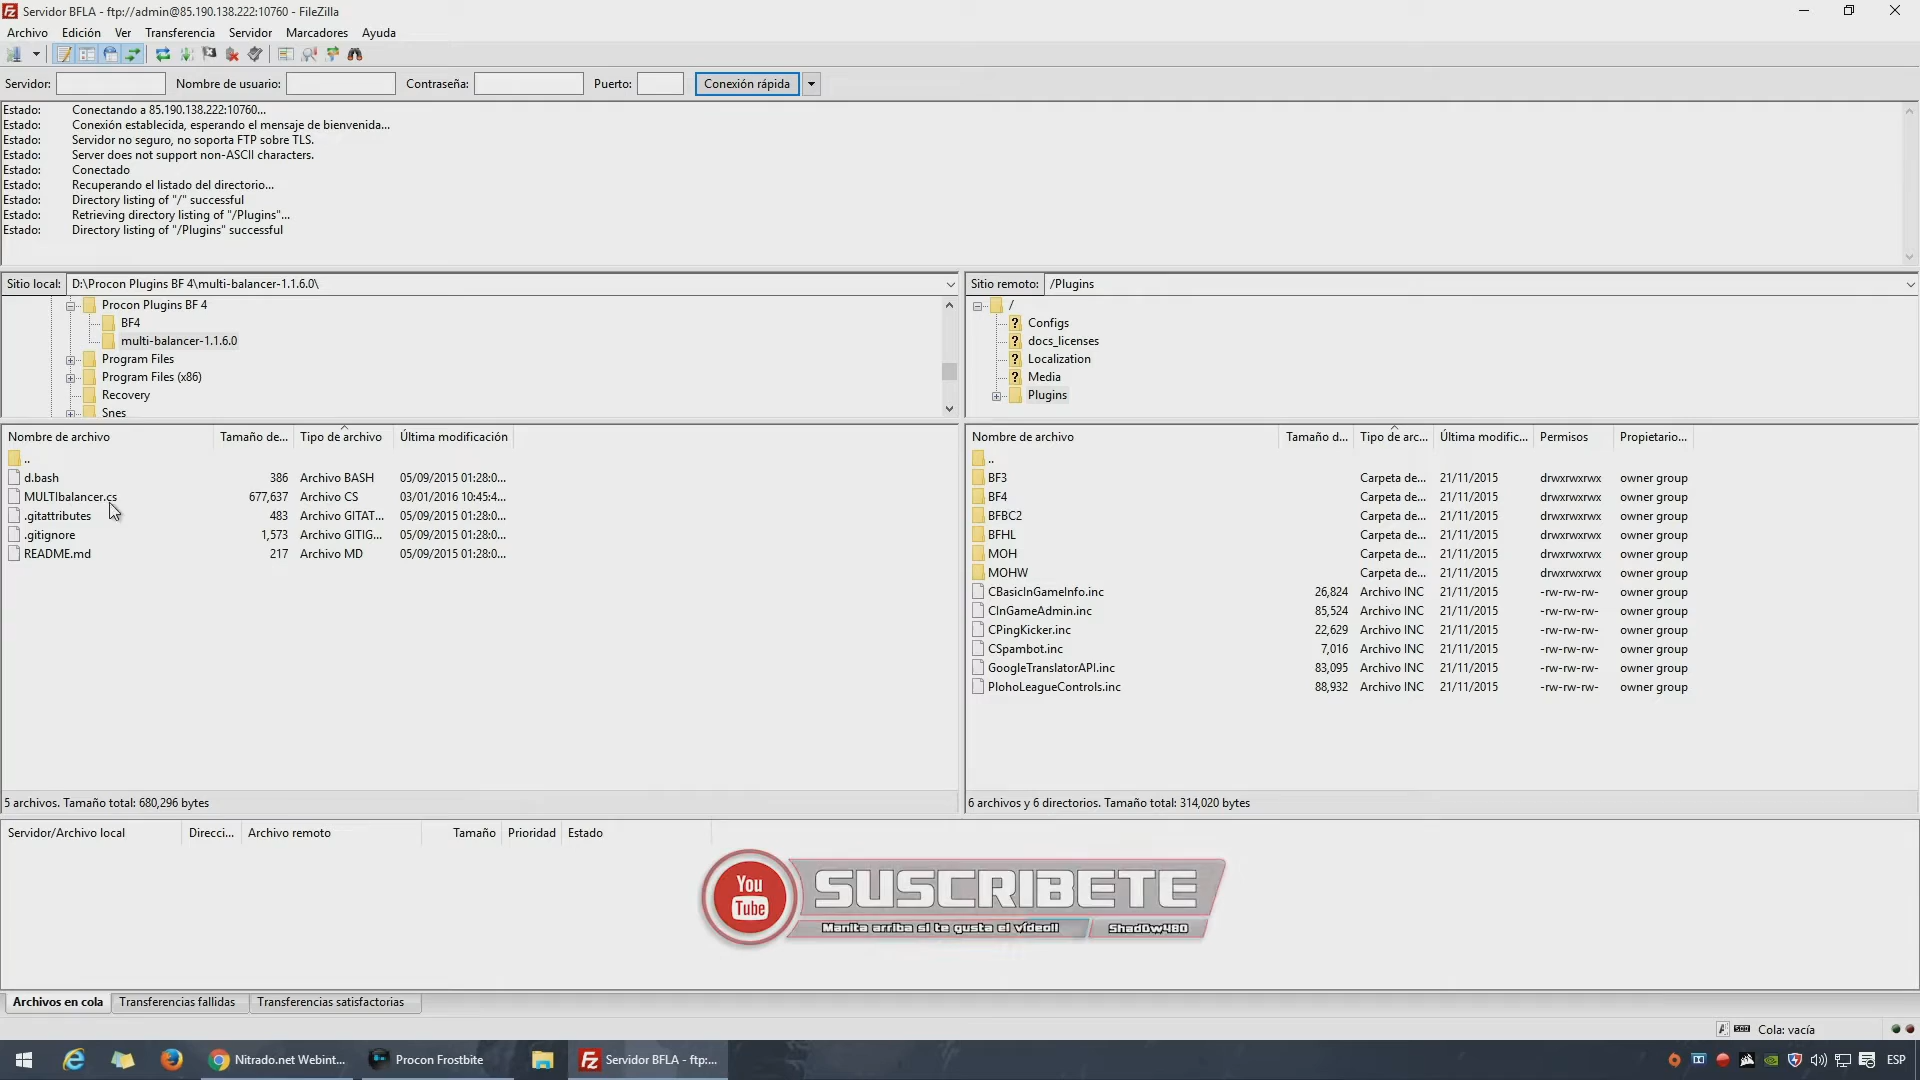 Servidor BFLA - ftp://admin@85.190.138.222:10760 - FileZilla
Archivo Edición Ver Transferencia Servidor Marcadores Ayuda
Servidor: Nombre de usuario: Contraseña: Puerto: Conexión rápida
Estado: Conectando a 85.190.138.222:10760...
Estado: Conexión establecida, esperando el mensaje de bienvenida...
Estado: Servidor no seguro, no soporta FTP sobre TLS.
Estado: Server does not support non-ASCII characters.
Estado: Conectado
Estado: Recuperando el listado del directorio...
Estado: Directory listing of "/" successful
Estado: Retrieving directory listing of "/Plugins"...
Estado: Directory listing of "/Plugins" successful
Sitio local: D:\Procon Plugins BF 4\multi-balancer-1.1.6.0\
Procon Plugins BF 4
BF4
multi-balancer-1.1.6.0
Program Files
Program Files (x86)
Recovery
Snes
Sitio remoto: /Plugins
/
Configs
docs_licenses
Localization
Media
Plugins
Nombre de archivo Tamaño de... Tipo de archivo Última modificación
..
d.bash 386 Archivo BASH 05/09/2015 01:28:0...
MULTIbalancer.cs 677,637 Archivo CS 03/01/2016 10:45:4...
.gitattributes 483 Archivo GITAT... 05/09/2015 01:28:0...
.gitignore 1,573 Archivo GITIG... 05/09/2015 01:28:0...
README.md 217 Archivo MD 05/09/2015 01:28:0...
5 archivos. Tamaño total: 680,296 bytes
Nombre de archivo Tamaño d... Tipo de arc... Última modific... Permisos Propietario...
..
BF3 Carpeta de... 21/11/2015 drwxrwxrwx owner group
BF4 Carpeta de... 21/11/2015 drwxrwxrwx owner group
BFBC2 Carpeta de... 21/11/2015 drwxrwxrwx owner group
BFHL Carpeta de... 21/11/2015 drwxrwxrwx owner group
MOH Carpeta de... 21/11/2015 drwxrwxrwx owner group
MOHW Carpeta de... 21/11/2015 drwxrwxrwx owner group
CBasicInGameInfo.inc 26,824 Archivo INC 21/11/2015 -rw-rw-rw- owner group
CInGameAdmin.inc 85,524 Archivo INC 21/11/2015 -rw-rw-rw- owner group
CPingKicker.inc 22,629 Archivo INC 21/11/2015 -rw-rw-rw- owner group
CSpambot.inc 7,016 Archivo INC 21/11/2015 -rw-rw-rw- owner group
GoogleTranslatorAPI.inc 83,095 Archivo INC 21/11/2015 -rw-rw-rw- owner group
PlohoLeagueControls.inc 88,932 Archivo INC 21/11/2015 -rw-rw-rw- owner group
6 archivos y 6 directorios. Tamaño total: 314,020 bytes
Servidor/Archivo local Direcci... Archivo remoto Tamaño Prioridad Estado
You
Tube
SUSCRIBETE
Manita arriba si te gusta el vídeo!! Shad0w480
Archivos en cola Transferencias fallidas Transferencias satisfactorias
Cola: vacía
Nitrado.net Webint... Procon Frostbite Servidor BFLA - ftp:... ESP